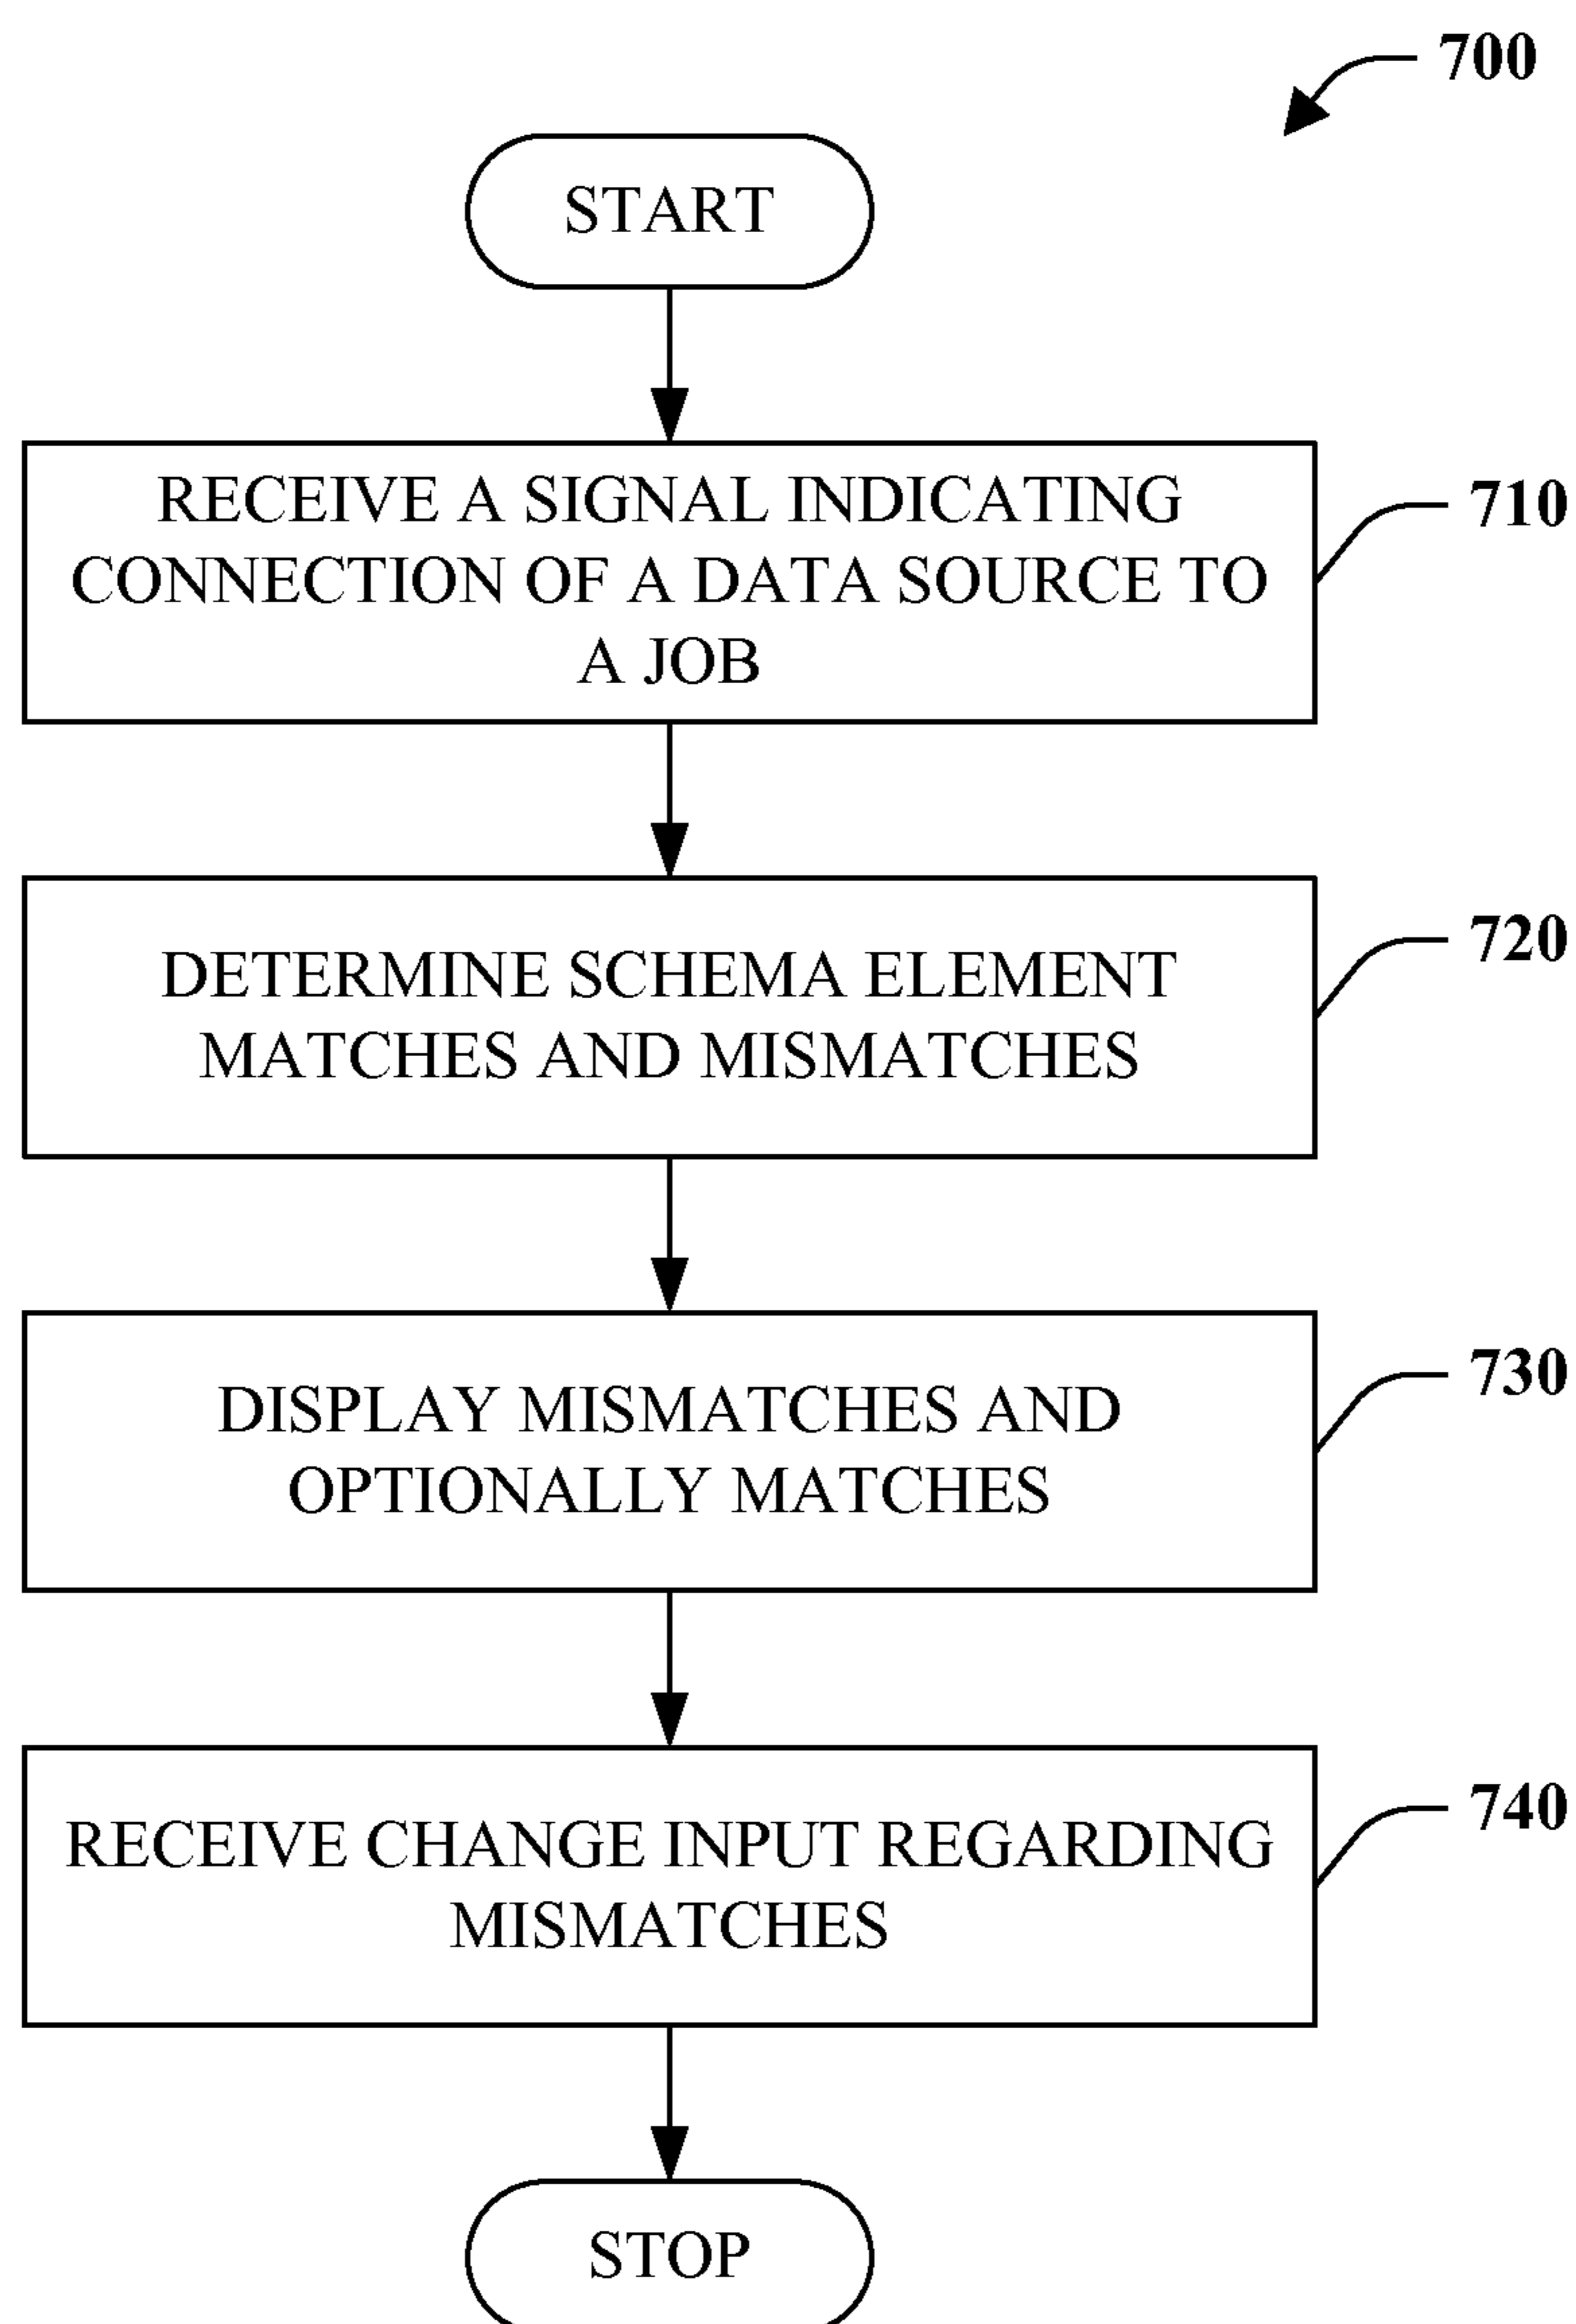 700
START
RECEIVE A SIGNAL INDICATING
CONNECTION OF A DATA SOURCE TO
A JOB
710
DETERMINE SCHEMA ELEMENT
MATCHES AND MISMATCHES
720
DISPLAY MISMATCHES AND
OPTIONALLY MATCHES
730
RECEIVE CHANGE INPUT REGARDING
MISMATCHES
740
STOP